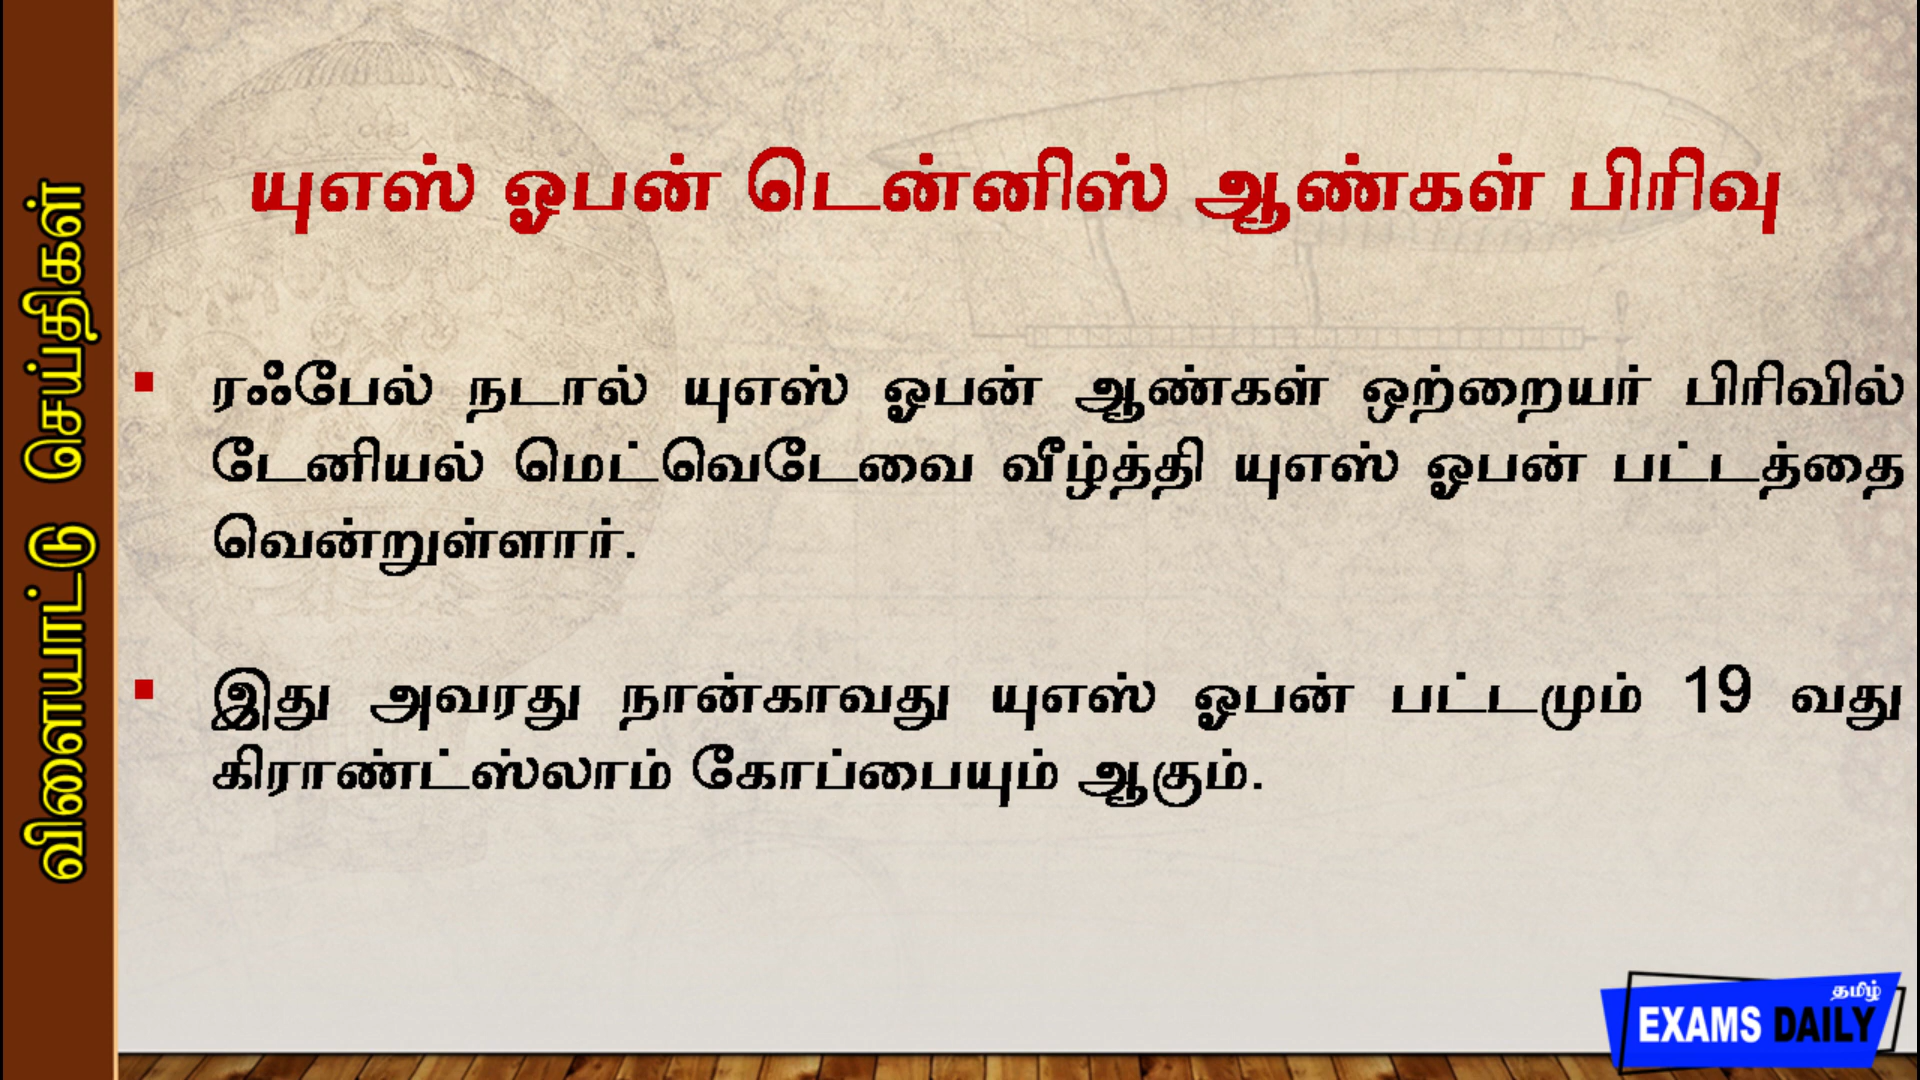 விளையாட்டு செய்திகள்
யுஎஸ் ஓபன் டென்னிஸ் ஆண்கள் பிரிவு
▪ ரஃபேல் நடால் யுஎஸ் ஓபன் ஆண்கள் ஒற்றையர் பிரிவில்
டேனியல் மெட்வெடேவை வீழ்த்தி யுஎஸ் ஓபன் பட்டத்தை
வென்றுள்ளார்.
▪ இது அவரது நான்காவது யுஎஸ் ஓபன் பட்டமும் 19 வது
கிராண்ட்ஸ்லாம் கோப்பையும் ஆகும்.
தமிழ்
EXAMS DAILY